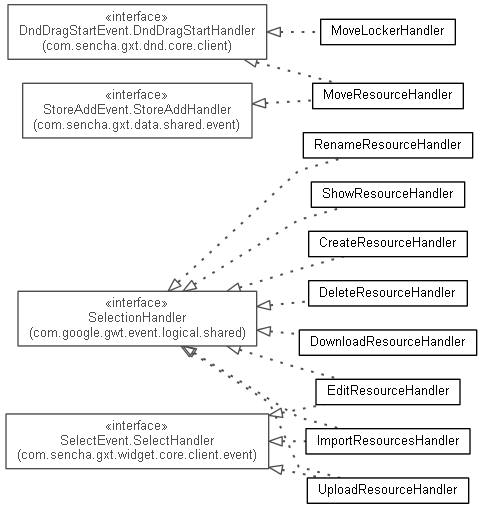 «interface»
DndDragStartEvent.DndDragStartHandler
(com.sencha.gxt.dnd.core.client)
MoveLockerHandler
«interface»
StoreAddEvent.StoreAddHandler
(com.sencha.gxt.data.shared.event)
MoveResourceHandler
RenameResourceHandler
ShowResourceHandler
CreateResourceHandler
«interface»
SelectionHandler
(com.google.gwt.event.logical.shared)
DeleteResourceHandler
DownloadResourceHandler
EditResourceHandler
«interface»
SelectEvent.SelectHandler
(com.sencha.gxt.widget.core.client.event)
ImportResourcesHandler
UploadResourceHandler